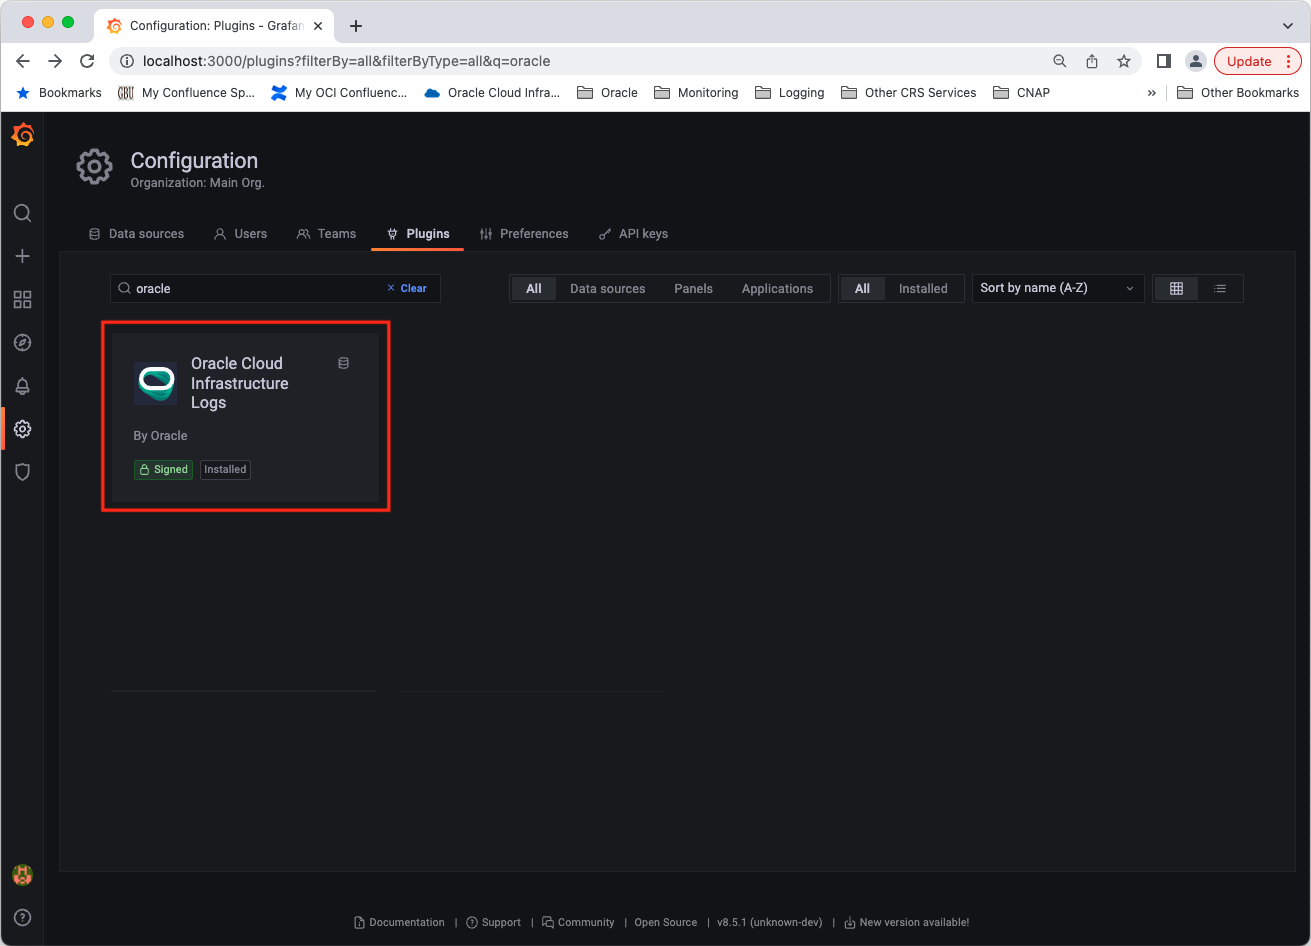 Configuration: Plugins - Grafan
localhost:3000/plugins?filterBy=all&filterByType=all&q=oracle
Update
Bookmarks
My Confluence Sp...
My OCI Confluenc...
Oracle Cloud Infra...
Oracle
Monitoring
Logging
Other CRS Services
CNAP
»
Other Bookmarks
Configuration
Organization: Main Org.
Data sources
Users
Teams
Plugins
Preferences
API keys
oracle
Clear
All
Data sources
Panels
Applications
All
Installed
Sort by name (A-Z)
Oracle Cloud
Infrastructure
Logs
By Oracle
Signed
Installed
Documentation | Support | Community | Open Source | v8.5.1 (unknown-dev) | New version available!